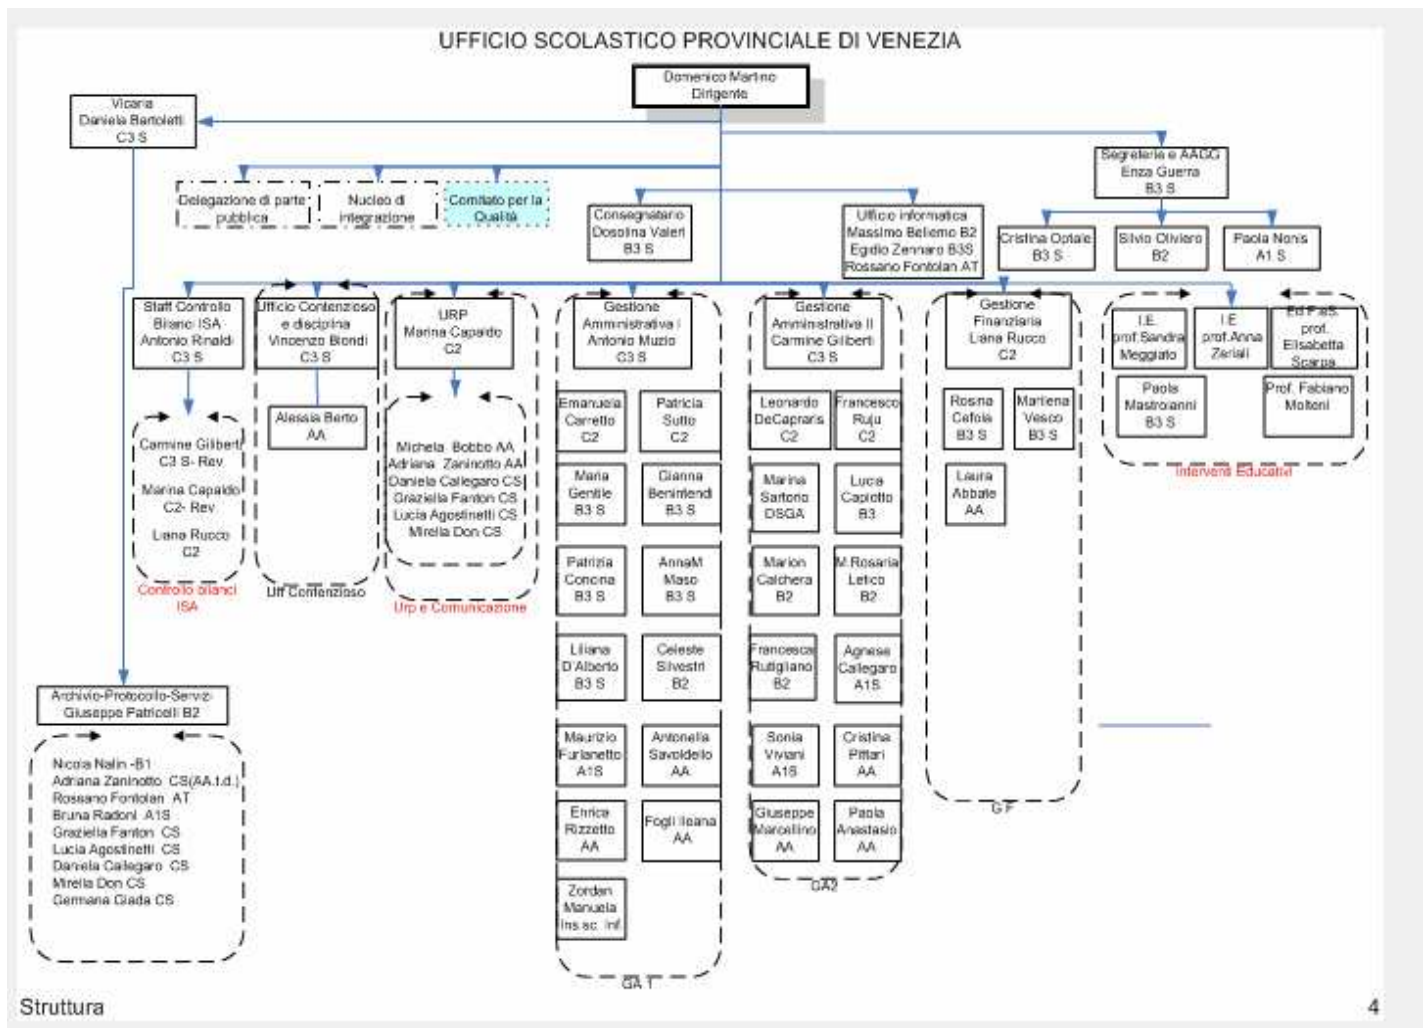 UFFICIO SCOLASTICO PROVINCIALE DI VENEZIA
Domenico Martino
Dirigente
Vicaria
Daniela Bartoletti
C3 S
Segreterie e AAGG
Enza Guerra
B3 S
Delegazione di parte
pubblica
Nucleo di
integrazione
Comitato per la
Qualità
Consegnatario
Dosolina Valeri
B3 S
Ufficio informatica
Massimo Bellemo B2
Egidio Zennaro B3S
Rossano Fontolan AT
Cristina Optale
B3 S
Silvio Oliviero
B2
Paola Nonis
A1 S
Staff Controllo
Bilanci ISA
Antonio Rinaldi
C3 S
Ufficio Contenzioso
e disciplina
Vincenzo Biondi
C3 S
URP
Marina Capaldo
C2
Gestione
Amministrativa I
Antonio Muzio
C3 S
Gestione
Amministrativa II
Carmine Giliberti
C3 S
Gestione
Finanziaria
Liana Rucco
C2
I.E.
prof.Sandra
Meggiato
I.E
prof.Anna
Zeriali
Ed.F.eS.
prof.
Elisabetta
Scarpa
Paola
Mastroianni
B3 S
Prof. Fabiano
Molteni
Interventi Educativi
Carmine Giliberti
C3 S- Rev
Marina Capaldo
C2- Rev
Liana Rucco
C2
Controllo bilanci
ISA
Alessia Berto
AA
Uff Contenzioso
Michela Bobbo AA
Adriana Zaninotto AA
Daniela Callegaro CS
Graziella Fanton CS
Lucia Agostinetti CS
Mirella Don CS
Urp e Comunicazione
Emanuela
Carretto
C2
Patricia
Sutto
C2
Maria
Gentile
B3 S
Gianna
Benintendi
B3 S
Patrizia
Concina
B3 S
AnnaM
Maso
B3 S
Liliana
D'Alberto
B3 S
Celeste
Silvestri
B2
Maurizio
Furlanetto
A1S
Antonella
Savoldello
AA
Enrica
Rizzetto
AA
Fogli Ileana
AA
Zordan
Manuela
Ins.sc. inf.
GA 1
Leonardo
DeCapraris
C2
Francesco
Ruju
C2
Marina
Sartorio
DSGA
Lucia
Capiotto
B3
Marion
Calchera
B2
M.Rosaria
Letico
B2
Francesca
Rutigliano
B2
Agnese
Callegaro
A1S
Sonia
Viviani
A1S
Cristina
Pittari
AA
Giuseppe
Marcellino
AA
Paola
Anastasio
AA
GA2
Rosina
Cefola
B3 S
Marilena
Vesco
B3 S
Laura
Abbate
AA
G F
Archivio-Protocollo-Servizi
Giuseppe Patricelli B2
Nicola Nalin -B1
Adriana Zaninotto CS(AA.t.d.)
Rossano Fontolan AT
Bruna Radoni A1S
Graziella Fanton CS
Lucia Agostinetti CS
Daniela Callegaro CS
Mirella Don CS
Germana Giada CS
Struttura
4